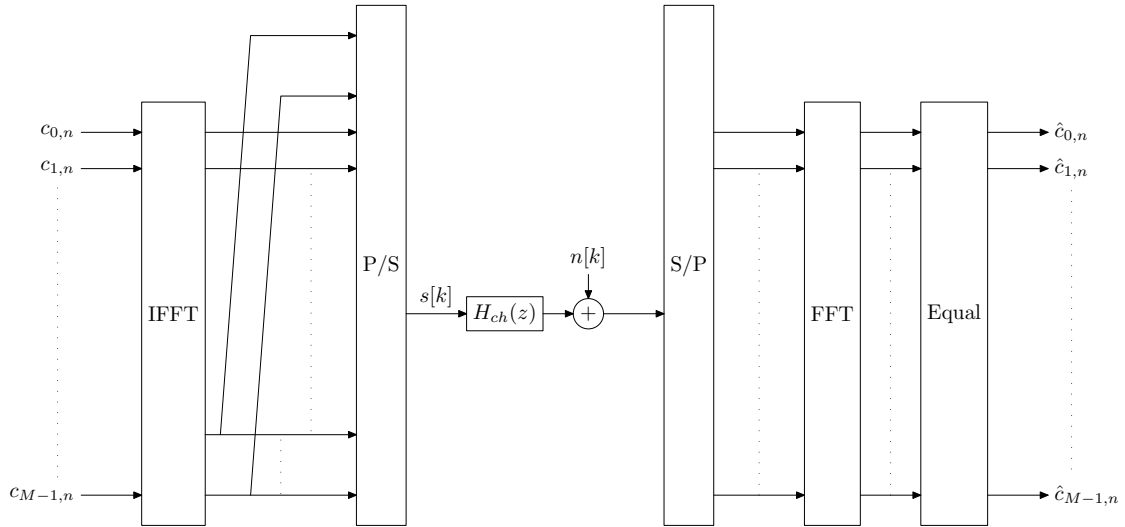 c_{0,n}
c_{1,n}
c_{M−1,n}
IFFT
P/S
s[k]
H_{ch}(z)
n[k]
+
S/P
FFT
Equal
ĉ_{0,n}
ĉ_{1,n}
ĉ_{M−1,n}